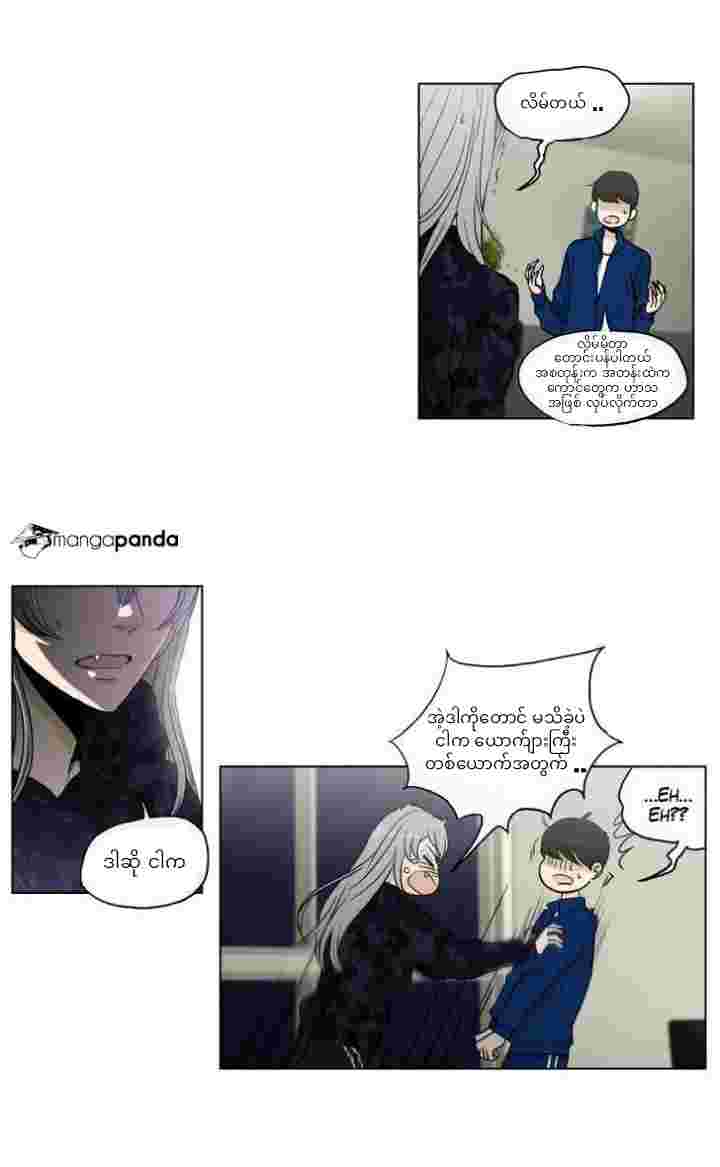 လိမ်တယ် ..
လိမ်မိတာ
တောင်းပန်ပါတယ်
အစတုန်းက အတန်းထဲက
ကောင်တွေက ဟာသ
အဖြစ် လုပ်လိုက်တာ
mangapanda
ဒါဆို ငါက
အဲ့ဒါကိုတောင် မသိခဲ့ပဲ
ငါက ယောက်ျားကြီး
တစ်ယောက်အတွက် ..
...EH...
EH??